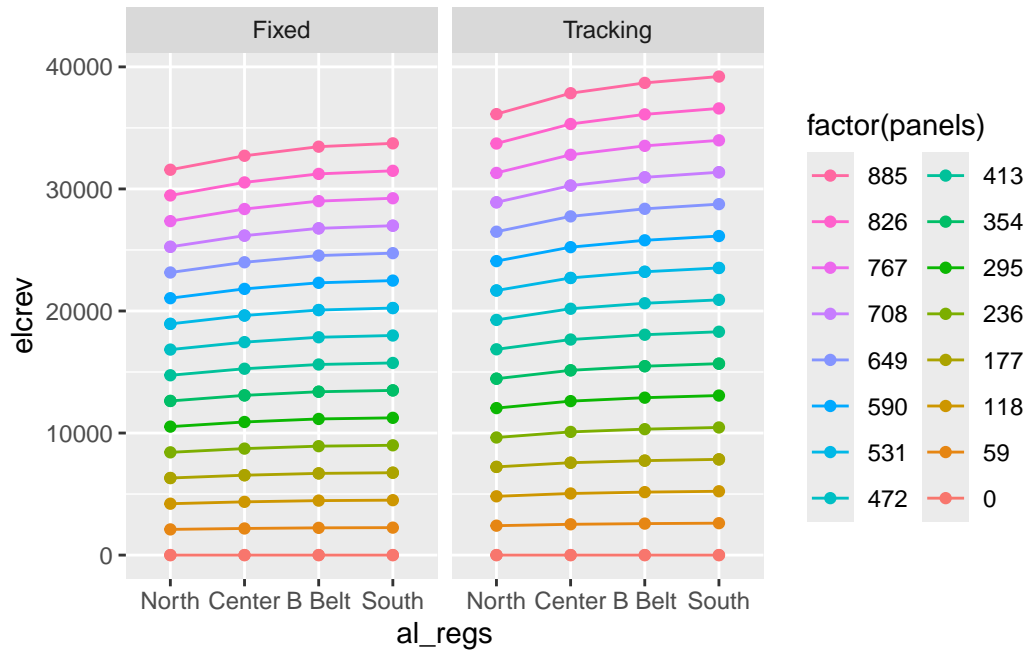 Fixed Tracking
40000
30000
20000
10000
0
elcrev
North Center B Belt South North Center B Belt South
al_regs
factor(panels)
885 413
826 354
767 295
708 236
649 177
590 118
531 59
472 0